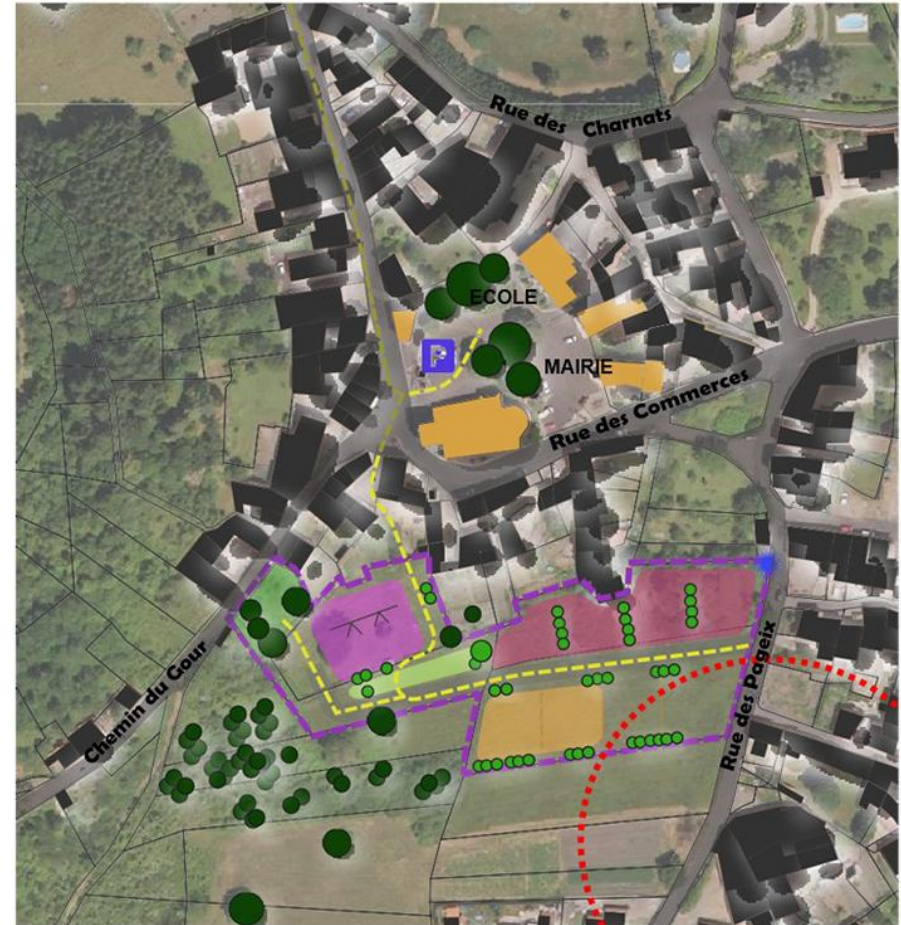 Rue des Charnats
ECOLE
P
MAIRIE
Rue des Commerces
Chemin du Gour
Rue des Pageix